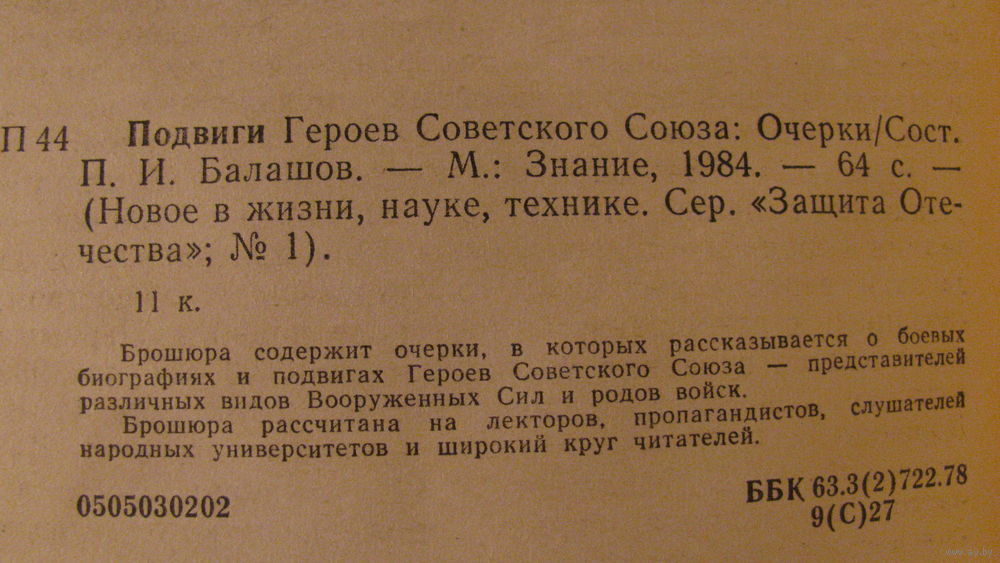 П 44 Подвиги Героев Советского Союза: Очерки/Сост.
П. И. Балашов. — М.: Знание, 1984. — 64 с. —
(Новое в жизни, науке, технике. Сер. «Защита Оте-
чества»; № 1).
11 к.
Брошюра содержит очерки, в которых рассказывается о боевых
биографиях и подвигах Героев Советского Союза — представителей
различных видов Вооруженных Сил и родов войск.
Брошюра рассчитана на лекторов, пропагандистов, слушателей
народных университетов и широкий круг читателей.
0505030202
ББК 63.3(2)722.78
9(С)27
www.ay.by